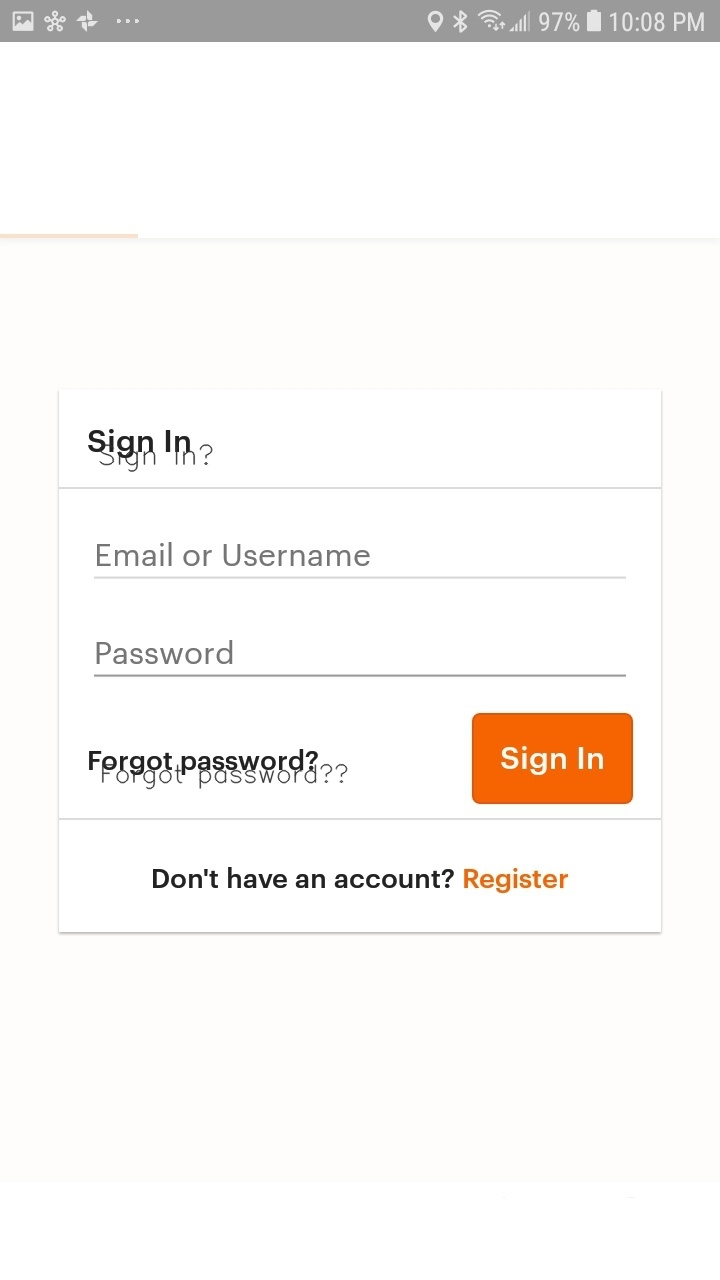 97% 10:08 PM
Sign In
Sign In?
Email or Username
Password
Forgot password?
Forgot password??
Sign In
Don't have an account? Register